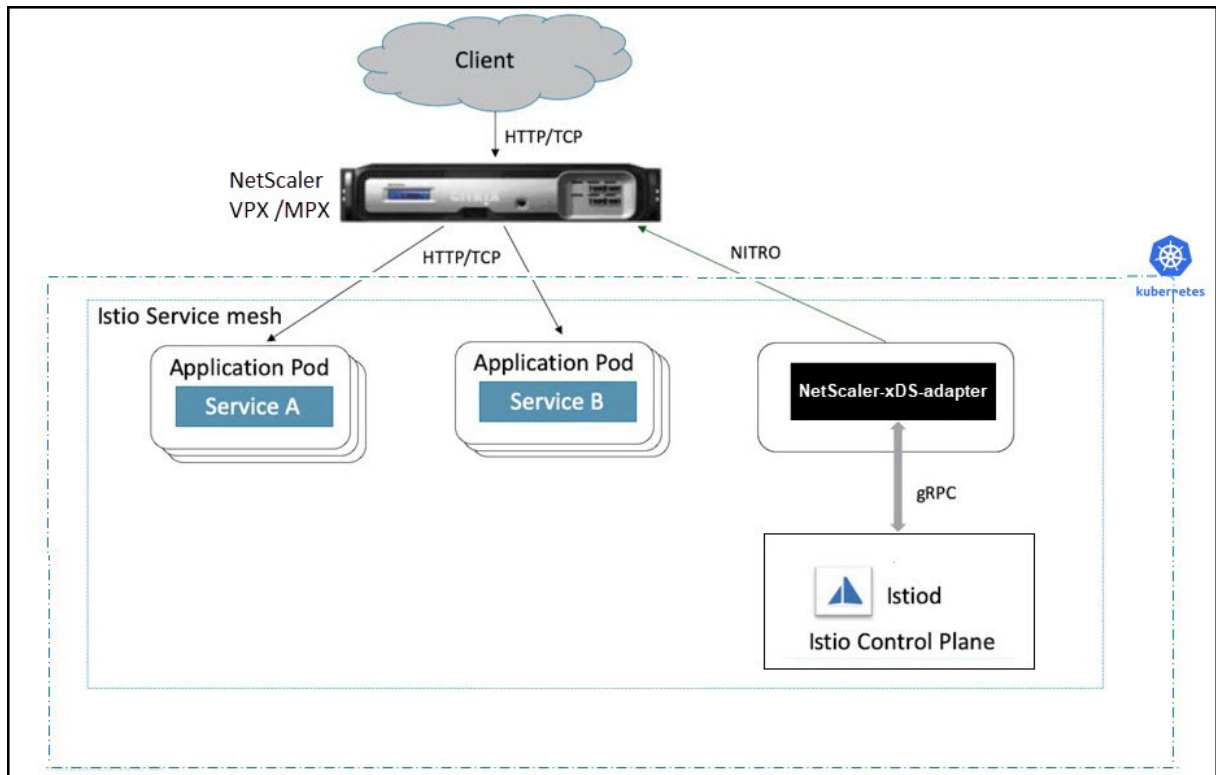 Client
HTTP/TCP
NetScaler
VPX /MPX
CITRIX
HTTP/TCP
NITRO
kubernetes
Istio Service mesh
Application Pod
Service A
Application Pod
Service B
NetScaler-xDS-adapter
gRPC
Istiod
Istio Control Plane